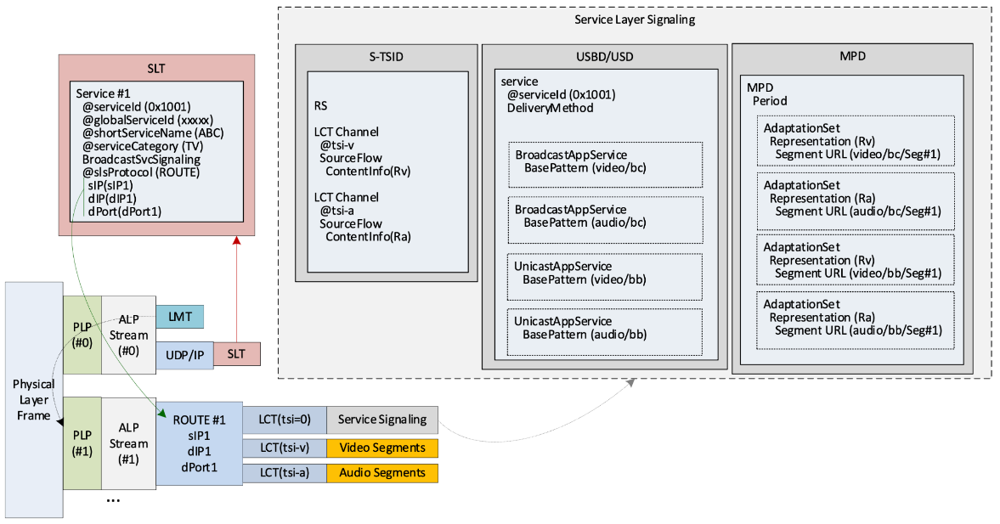 Service Layer Signaling
SLT
Service #1
@serviceId (0x1001)
@globalServiceId (xxxxx)
@shortServiceName (ABC)
@serviceCategory (TV)
BroadcastSvcSignaling
@slsProtocol (ROUTE)
sIP(sIP1)
dIP(dIP1)
dPort(dPort1)
S-TSID
RS
LCT Channel
@tsi-v
SourceFlow
ContentInfo(Rv)
LCT Channel
@tsi-a
SourceFlow
ContentInfo(Ra)
USBD/USD
service
@serviceId (0x1001)
DeliveryMethod
BroadcastAppService
BasePattern (video/bc)
BroadcastAppService
BasePattern (audio/bc)
UnicastAppService
BasePattern (video/bb)
UnicastAppService
BasePattern (audio/bb)
MPD
MPD
Period
AdaptationSet
Representation (Rv)
Segment URL (video/bc/Seg#1)
AdaptationSet
Representation (Ra)
Segment URL (audio/bc/Seg#1)
AdaptationSet
Representation (Rv)
Segment URL (video/bb/Seg#1)
AdaptationSet
Representation (Ra)
Segment URL (audio/bb/Seg#1)
Physical
Layer
Frame
PLP
(#0)
ALP
Stream
(#0)
LMT
UDP/IP
SLT
PLP
(#1)
ALP
Stream
(#1)
ROUTE #1
sIP1
dIP1
dPort1
LCT(tsi=0)
Service Signaling
LCT(tsi-v)
Video Segments
LCT(tsi-a)
Audio Segments
...